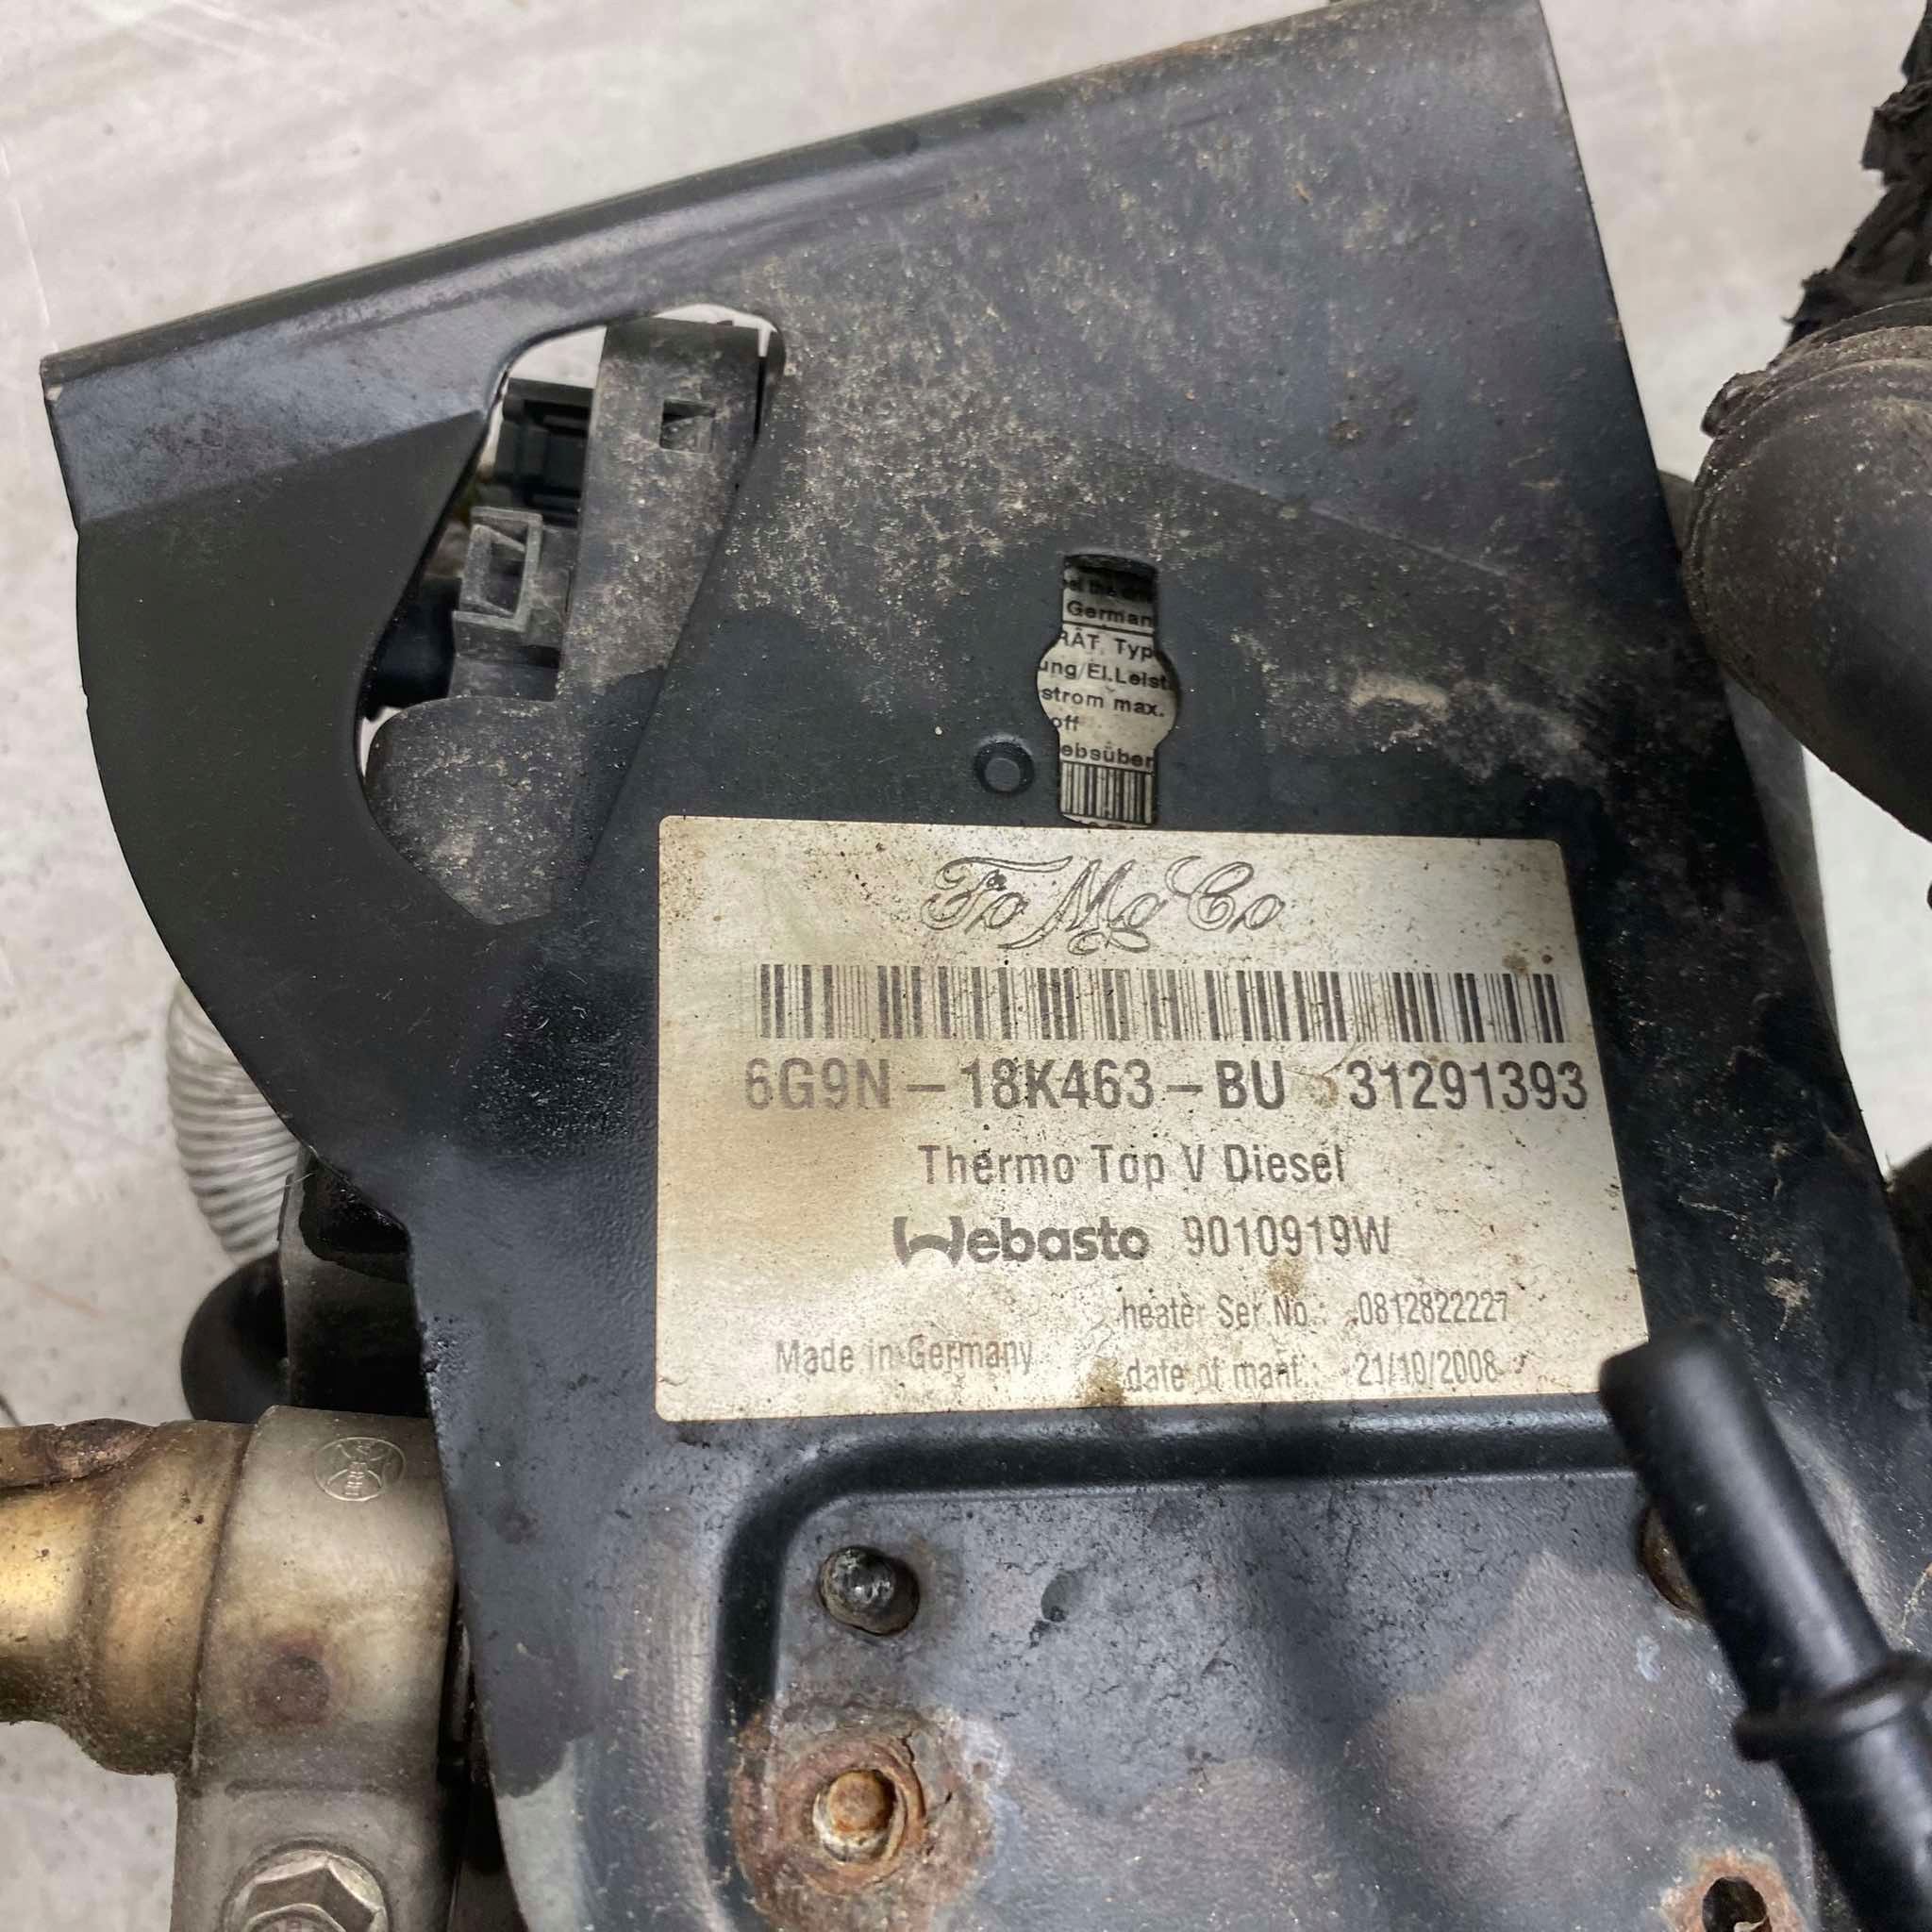 German
RÄT Typ
ung/El.Leist.
strom max.
off
ebsüber
FoMoCo
6G9N-18K463-BU 31291393
Thermo Top V Diesel
Webasto 9010919W
heater Ser.No.: 0812822227
Made in Germany date of manf.: 21/10/2008